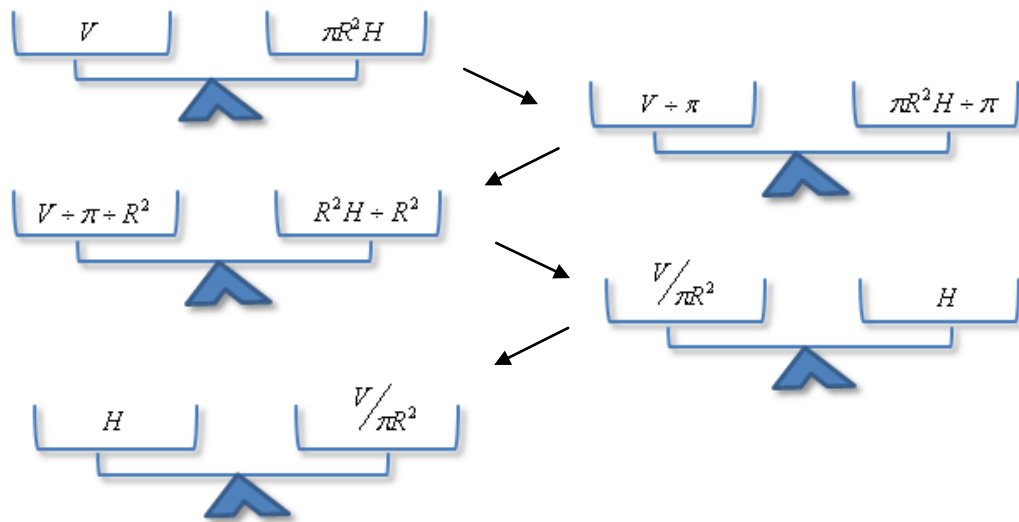 V πR²H
V ÷ π πR²H ÷ π
V ÷ π ÷ R² R²H ÷ R²
V/πR² H
H V/πR²